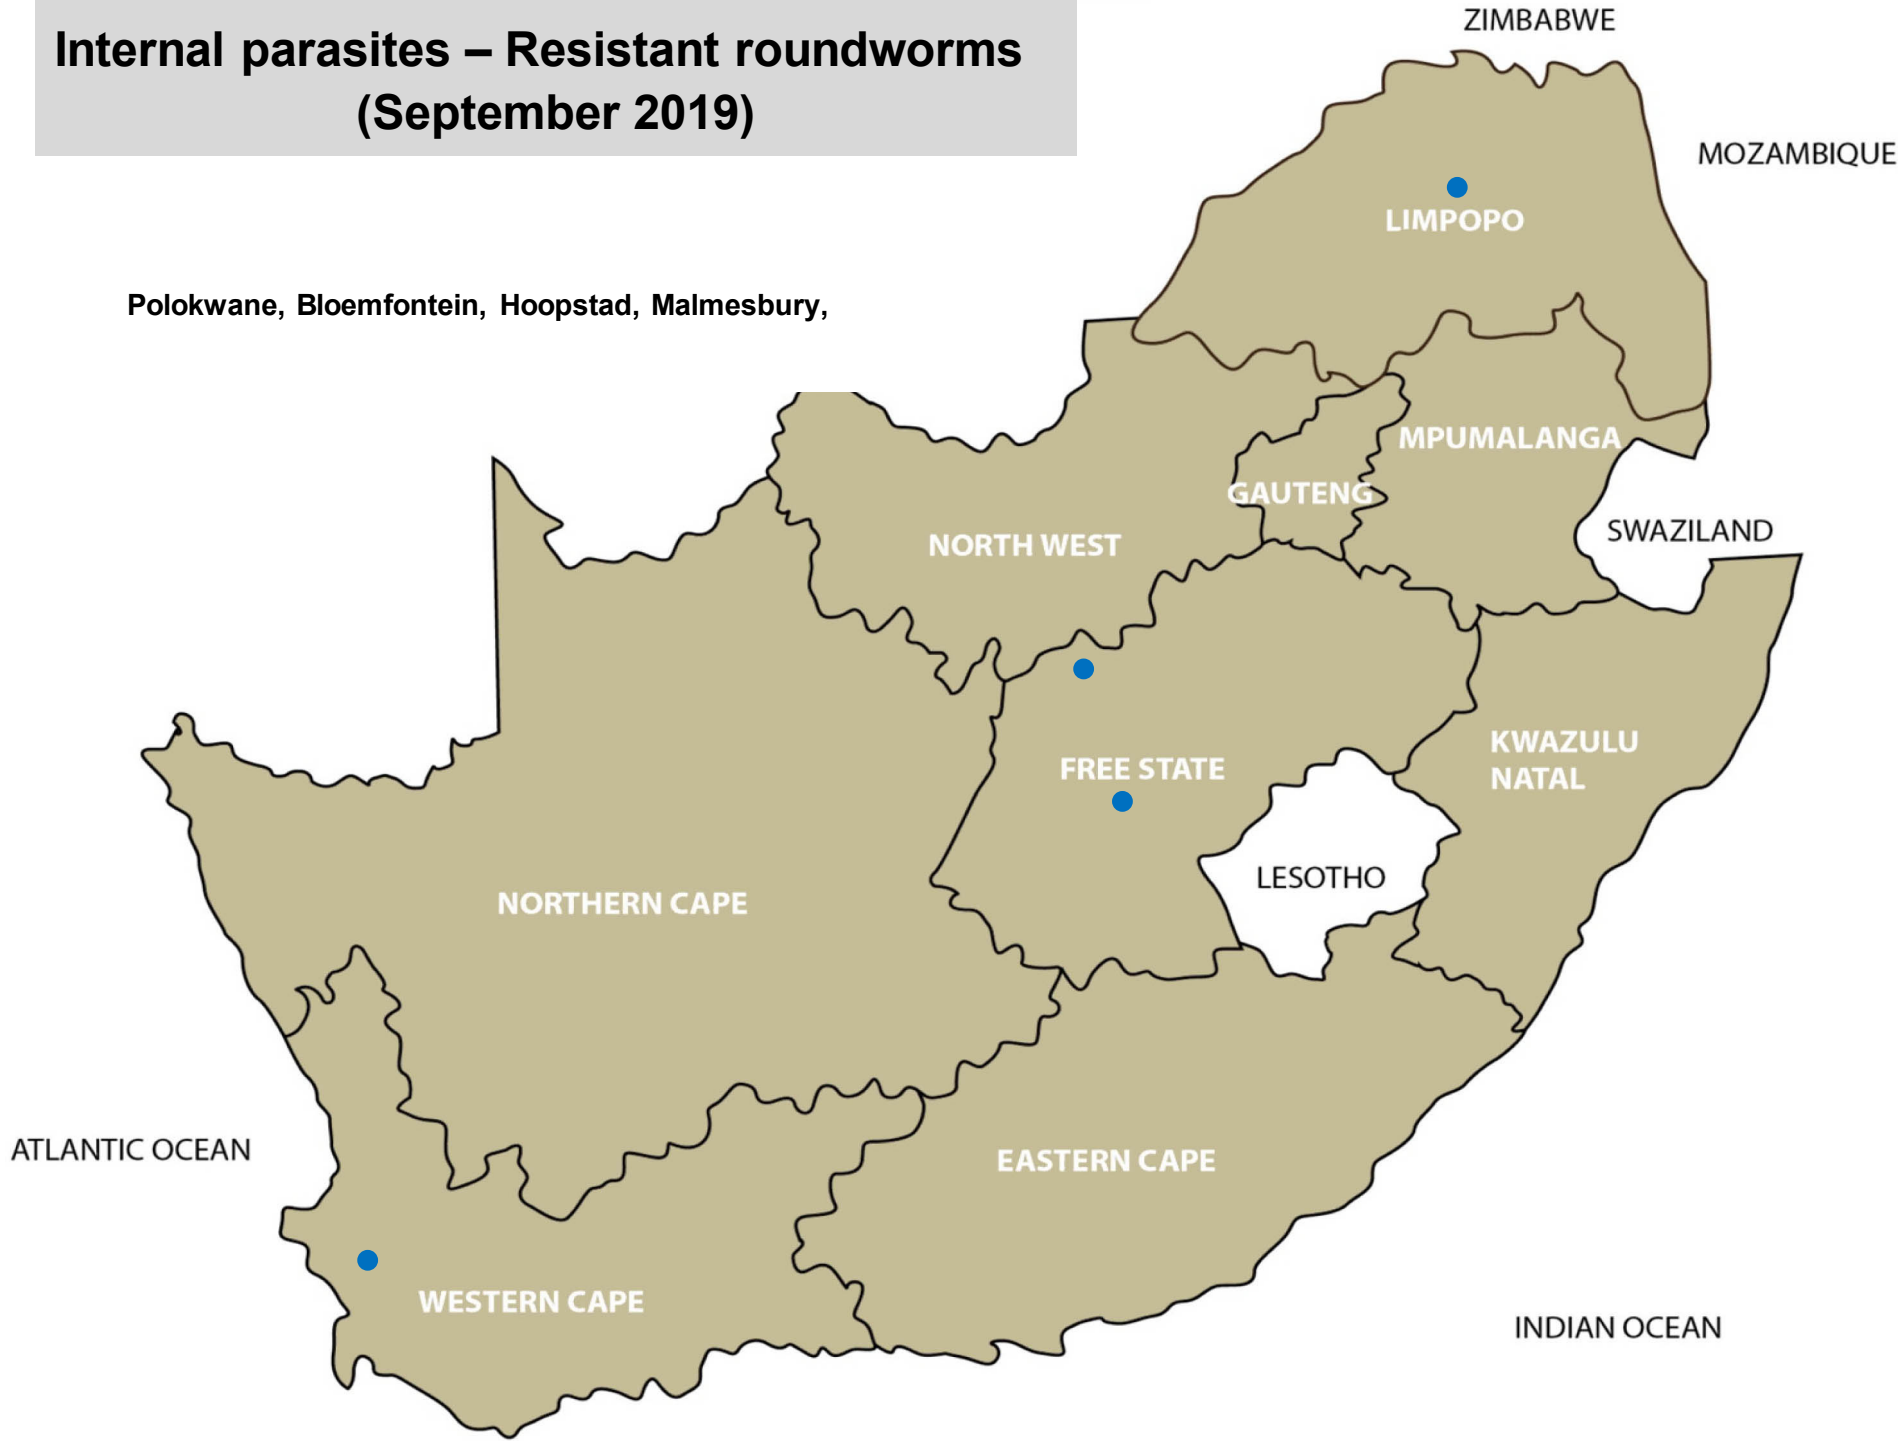 Internal parasites – Resistant roundworms
(September 2019)
ZIMBABWE
MOZAMBIQUE
LIMPOPO
Polokwane, Bloemfontein, Hoopstad, Malmesbury,
MPUMALANGA
GAUTENG
NORTH WEST
SWAZILAND
KWAZULU
NATAL
FREE STATE
LESOTHO
NORTHERN CAPE
ATLANTIC OCEAN
EASTERN CAPE
WESTERN CAPE
INDIAN OCEAN